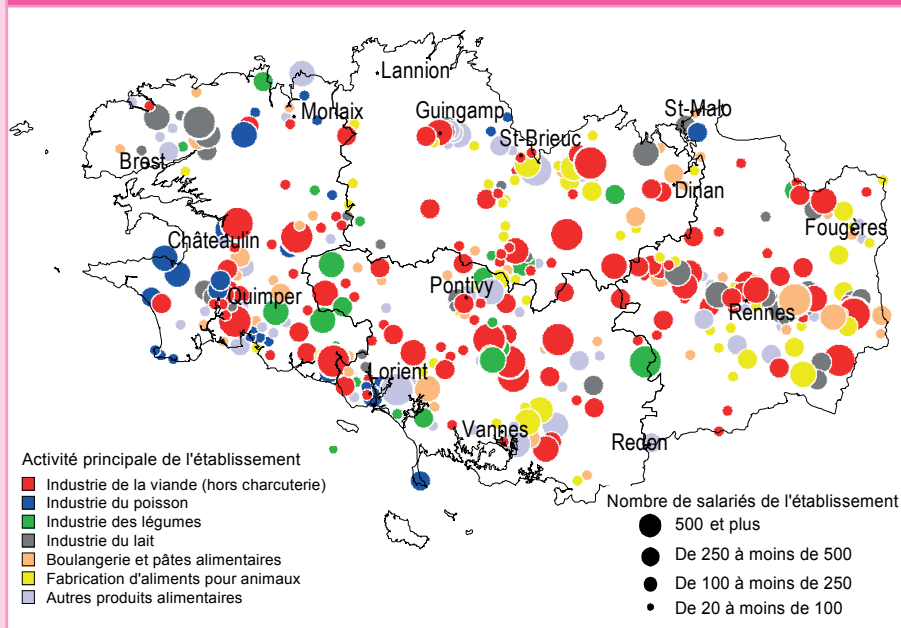 Lannion
Morlaix
Guingamp
St-Malo
St-Brieuc
Brest
Dinan
Châteaulin
Fougères
Pontivy
Quimper
Rennes
Lorient
Vannes
Redon
Activité principale de l'établissement
Industrie de la viande (hors charcuterie)
Industrie du poisson
Industrie des légumes
Industrie du lait
Boulangerie et pâtes alimentaires
Fabrication d'aliments pour animaux
Autres produits alimentaires
Nombre de salariés de l'établissement
500 et plus
De 250 à moins de 500
De 100 à moins de 250
De 20 à moins de 100